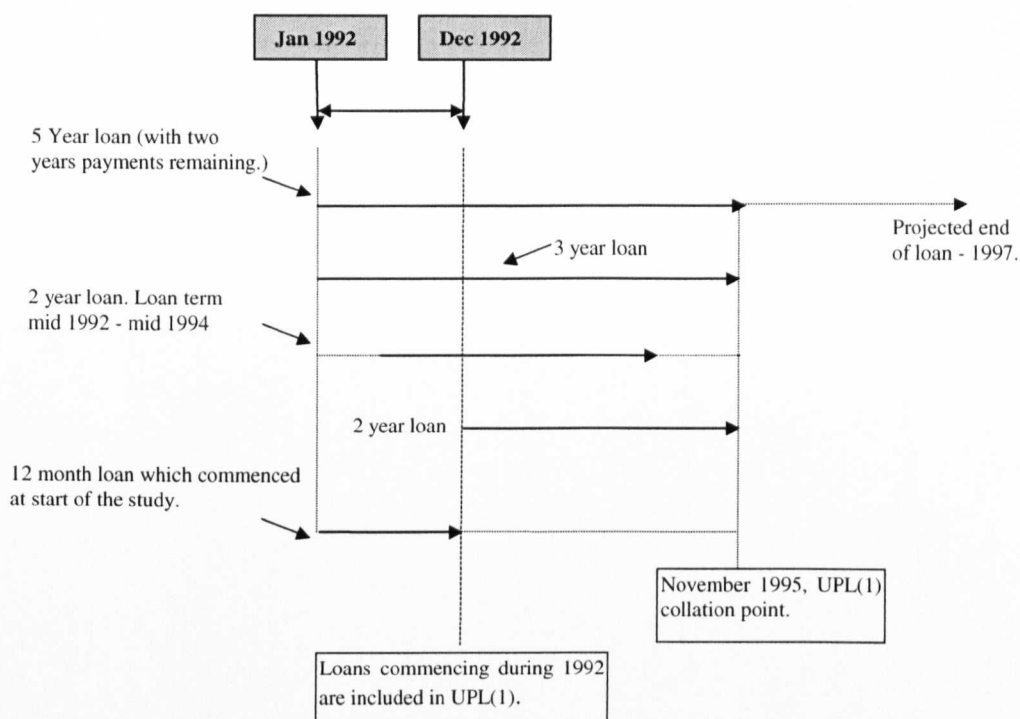 Jan 1992
Dec 1992
5 Year loan (with two
years payments remaining.)
Projected end
of loan - 1997.
3 year loan
2 year loan. Loan term
mid 1992 - mid 1994
2 year loan
12 month loan which commenced
at start of the study.
November 1995, UPL(1)
collation point.
Loans commencing during 1992
are included in UPL(1).